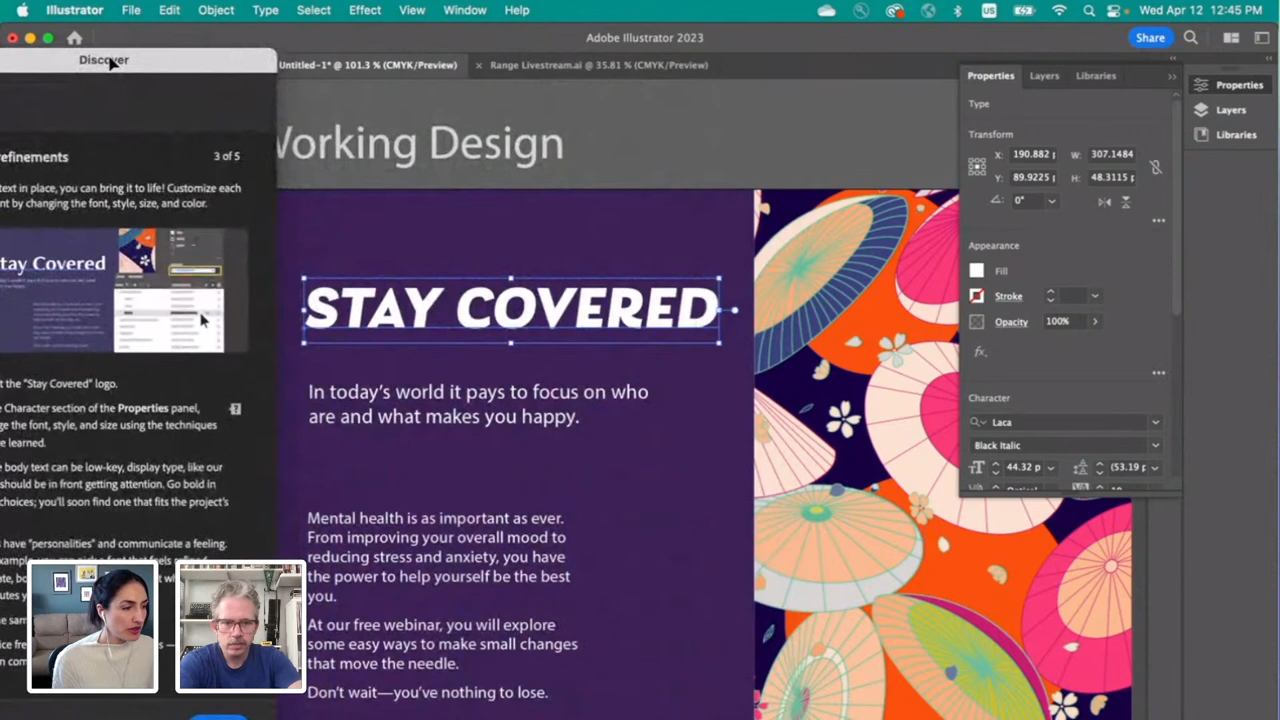 Illustrator File Edit Object Type Select Effect View Window Help
US
Wed Apr 12 12:45 PM
Adobe Illustrator 2023
Share
Discover
Untitled-1* @ 101.3 % (CMYK/Preview)
× Range Livestream.ai @ 35.81 % (CMYK/Preview)
Working Design
refinements
3 of 5
text in place, you can bring it to life! Customize each
nt by changing the font, style, size, and color.
tay Covered
t the “Stay Covered” logo.
e Character section of the Properties panel,
ge the font, style, and size using the techniques
re learned.
e body text can be low-key, display type, like our
should be in front getting attention. Go bold in
choices; you'll soon find one that fits the project's
s have “personalities” and communicate a feeling.
STAY COVERED
In today’s world it pays to focus on who
are and what makes you happy.
Mental health is as important as ever.
From improving your overall mood to
reducing stress and anxiety, you have
the power to help yourself be the best
you.
At our free webinar, you will explore
some easy ways to make small changes
that move the needle.
Don’t wait—you’ve nothing to lose.
Properties Layers Libraries
Type
Transform
X: 190.882 W: 307.1484
Y: 89.9225 H: 48.3115
0°
Appearance
Fill
Stroke
Opacity 100%
fx.
Character
Laca
Black Italic
44.32 p (53.19 p
Properties
Layers
Libraries